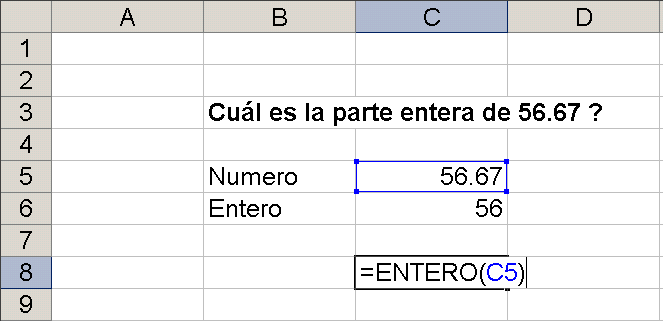 A B C D
1
2
3 Cuál es la parte entera de 56.67 ?
4
5 Numero 56.67
6 Entero 56
7
8 =ENTERO(C5)
9